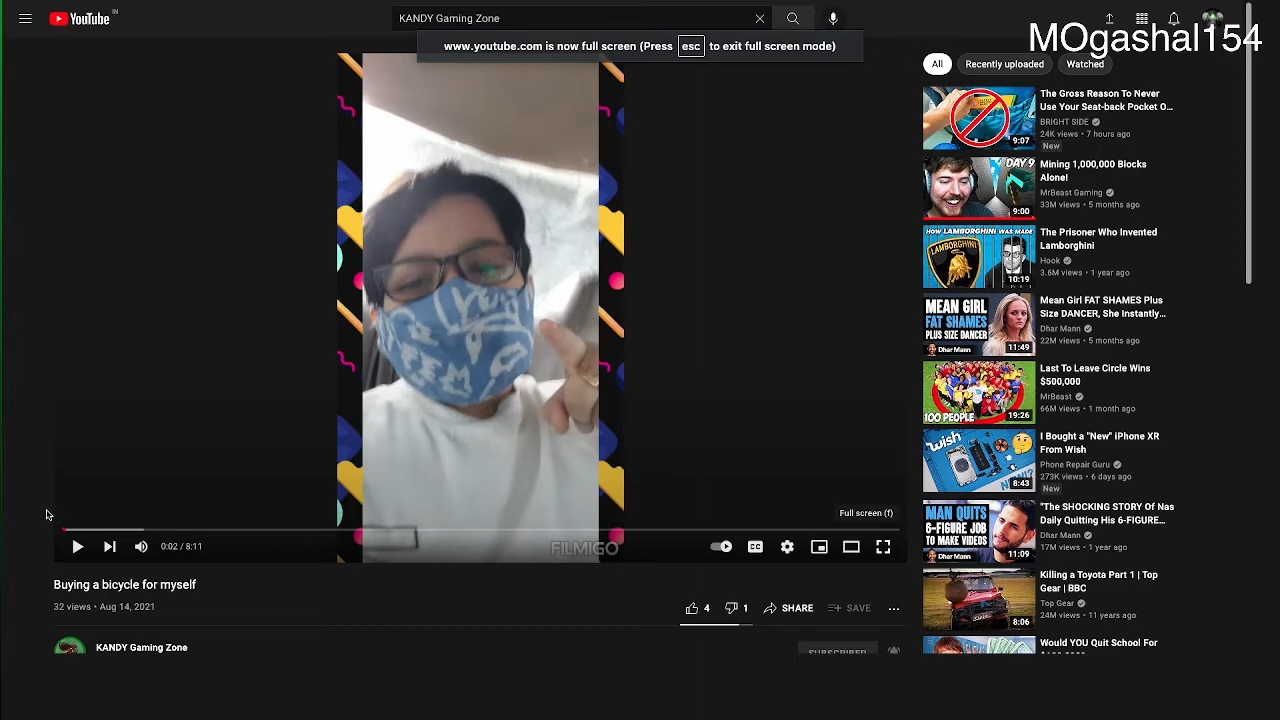 YouTube IN
KANDY Gaming Zone
www.youtube.com is now full screen (Press esc to exit full screen mode)
MOgashal154
All
Recently uploaded
Watched
The Gross Reason To Never
Use Your Seat-back Pocket O...
BRIGHT SIDE
24K views • 7 hours ago
New
9:07
DAY 9
Mining 1,000,000 Blocks
Alone!
MrBeast Gaming
33M views • 5 months ago
9:00
HOW LAMBORGHINI WAS MADE
The Prisoner Who Invented
Lamborghini
Hook
3.6M views • 1 year ago
10:19
MEAN GIRL
FAT SHAMES
PLUS SIZE DANCER
Dhar Mann
11:49
Mean Girl FAT SHAMES Plus
Size DANCER, She Instantly...
Dhar Mann
22M views • 5 months ago
100 PEOPLE
19:26
Last To Leave Circle Wins
$500,000
MrBeast
66M views • 1 month ago
wish
8:43
I Bought a "New" iPhone XR
From Wish
Phone Repair Guru
273K views • 6 days ago
New
MAN QUITS
6-FIGURE JOB
TO MAKE VIDEOS
Dhar Mann
11:09
"The SHOCKING STORY Of Nas
Daily Quitting His 6-FIGURE...
Dhar Mann
17M views • 1 year ago
8:06
Killing a Toyota Part 1 | Top
Gear | BBC
Top Gear
24M views • 11 years ago
Would YOU Quit School For
Full screen (f)
0:02 / 8:11
FILMIGO
CC
Buying a bicycle for myself
32 views • Aug 14, 2021
4
1
SHARE
SAVE
KANDY Gaming Zone
SUBSCRIBED